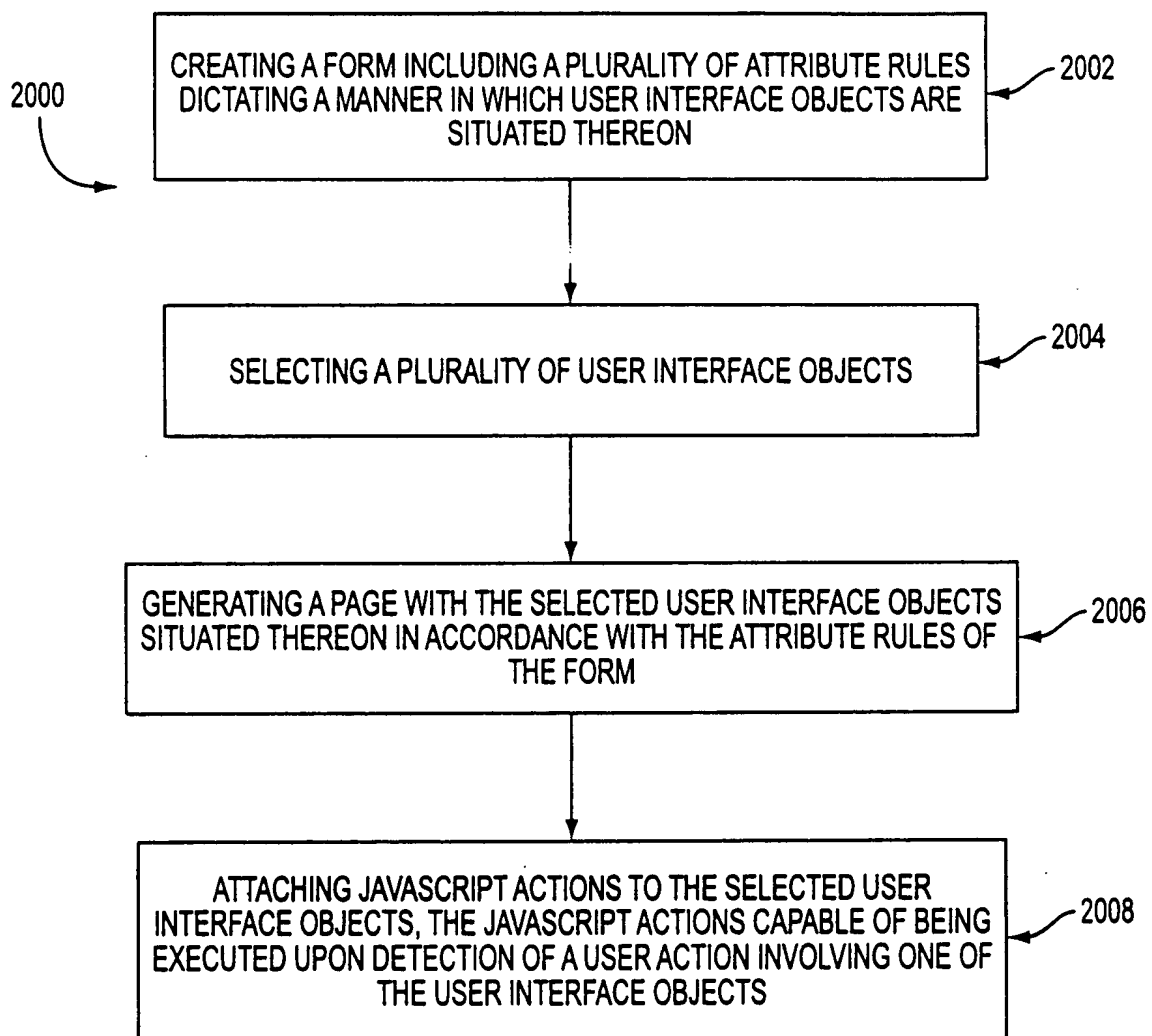 2000
CREATING A FORM INCLUDING A PLURALITY OF ATTRIBUTE RULES
DICTATING A MANNER IN WHICH USER INTERFACE OBJECTS ARE
SITUATED THEREON
2002
SELECTING A PLURALITY OF USER INTERFACE OBJECTS
2004
GENERATING A PAGE WITH THE SELECTED USER INTERFACE OBJECTS
SITUATED THEREON IN ACCORDANCE WITH THE ATTRIBUTE RULES OF
THE FORM
2006
ATTACHING JAVASCRIPT ACTIONS TO THE SELECTED USER
INTERFACE OBJECTS, THE JAVASCRIPT ACTIONS CAPABLE OF BEING
EXECUTED UPON DETECTION OF A USER ACTION INVOLVING ONE OF
THE USER INTERFACE OBJECTS
2008